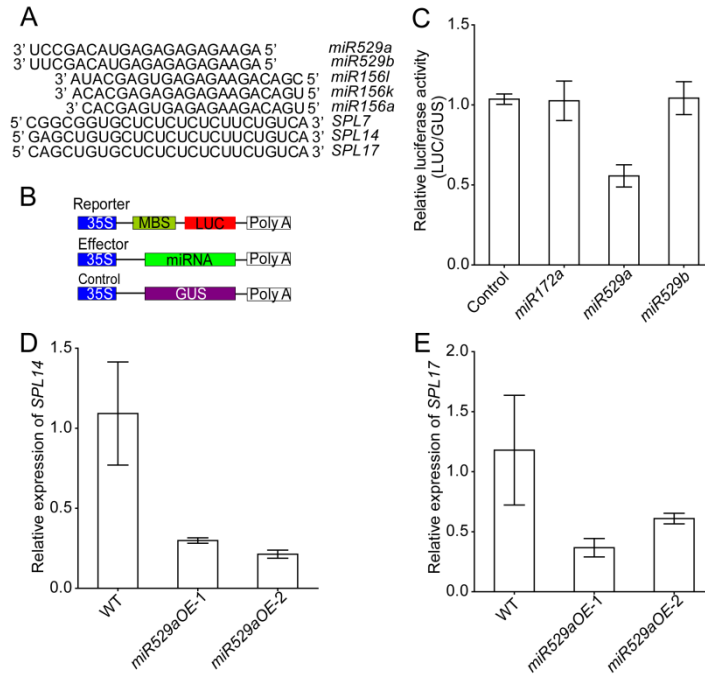 A
3' UCCGACAUGAGAGAGAGAAGA 5' miR529a
3' UUCGACAUGAGAGAGAGAAGA 5' miR529b
3' AUACGAGUGAGAGAAGACAGC 5' miR156l
3' ACACGAGAGAGAGAAGACAGU 5' miR156k
3' CACGAGUGAGAGAAGACAGU 5' miR156a
5' CGGCGGUGCUCUCUCUCUUCUGUCA 3' SPL7
5' GAGCUGUGCUCUCUCUCUUCUGUCA 3' SPL14
5' CAGCUGUGCUCUCUCUCUUCUGUCA 3' SPL17
B
Reporter
35S MBS LUC Poly A
Effector
35S miRNA Poly A
Control
35S GUS Poly A
C
Relative luciferase activity
(LUC/GUS)
1.5
1.0
0.5
0.0
Control
miR172a
miR529a
miR529b
D
Relative expression of SPL14
1.5
1.0
0.5
0.0
WT
miR529aOE-1
miR529aOE-2
E
Relative expression of SPL17
2.0
1.5
1.0
0.5
0.0
WT
miR529aOE-1
miR529aOE-2